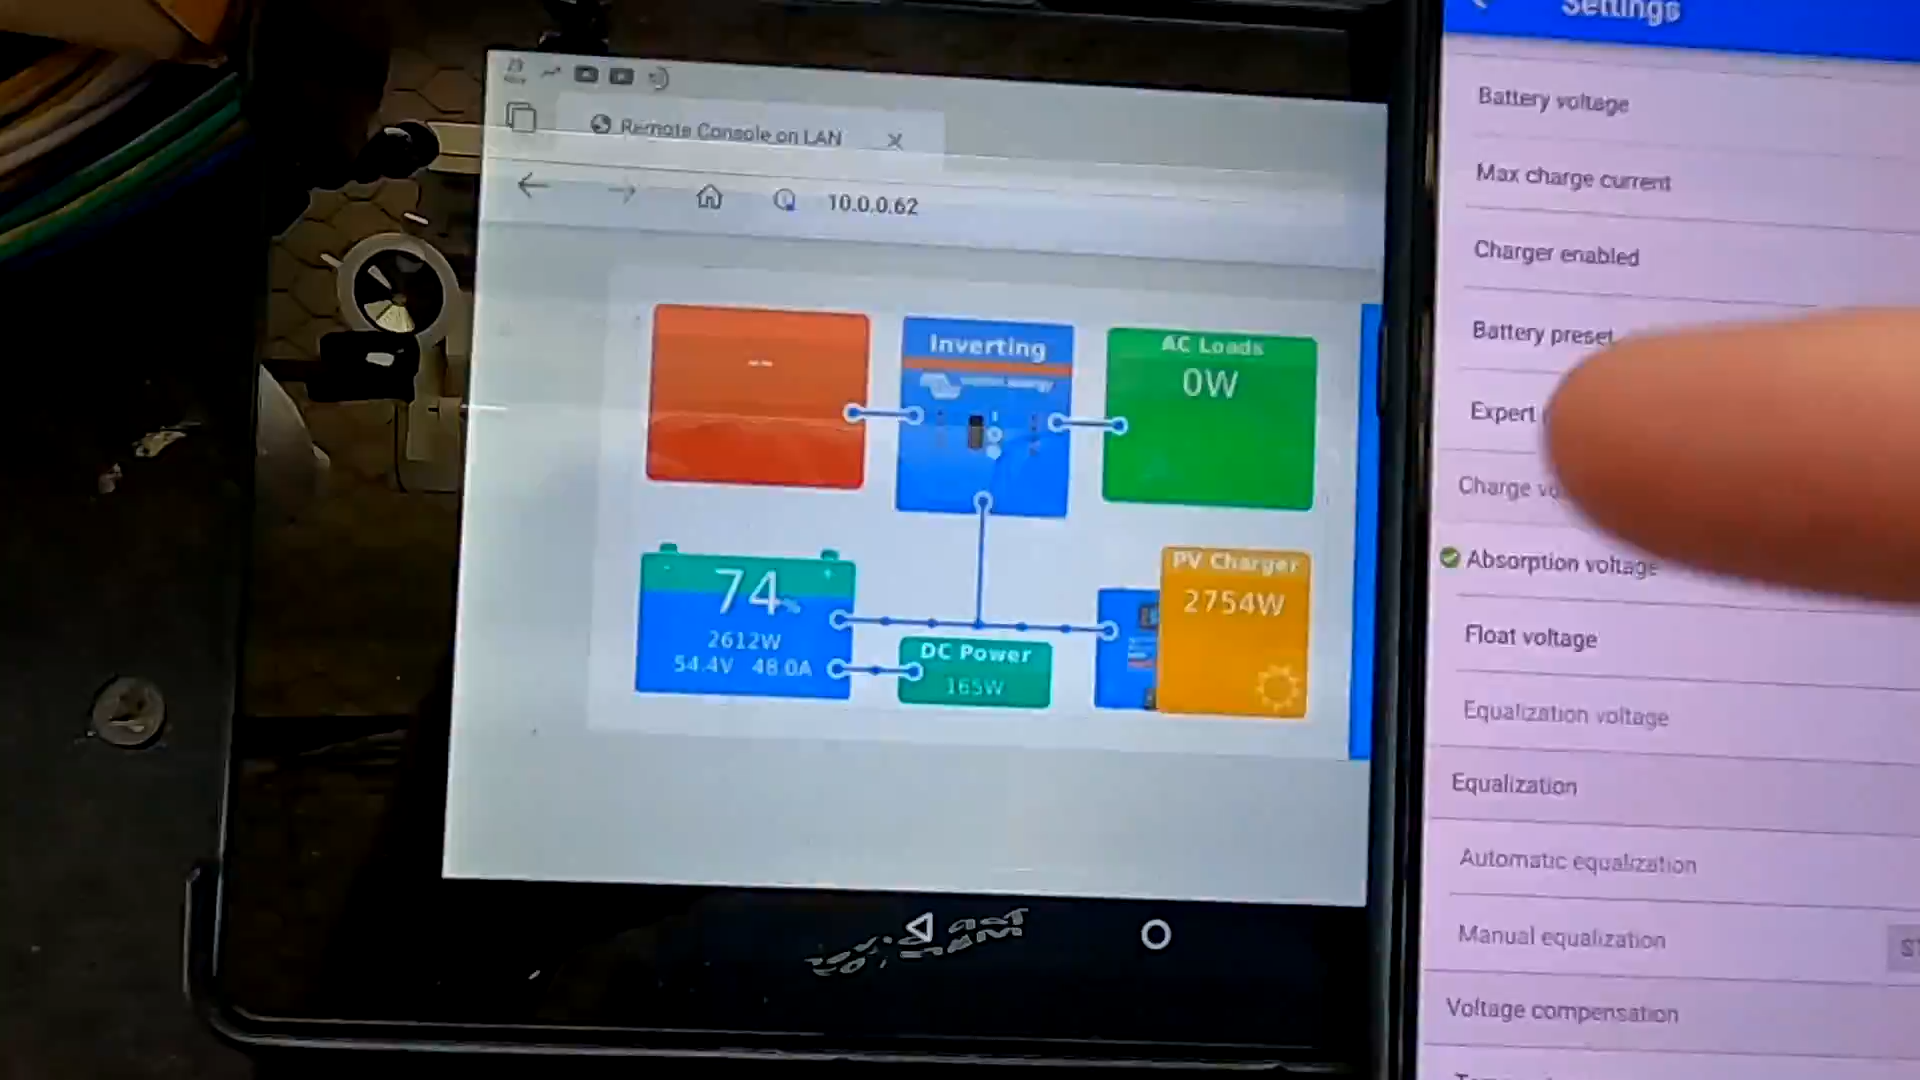 Remote Console on LAN
10.0.0.62
--
Inverting
AC Loads
0W
74%
2612W
54.4V 48.0A
DC Power
165W
PV Charger
2754W
Settings
Battery voltage
Max charge current
Charger enabled
Battery preset
Expert
Charge
Absorption voltage
Float voltage
Equalization voltage
Equalization
Automatic equalization
Manual equalization
Voltage compensation